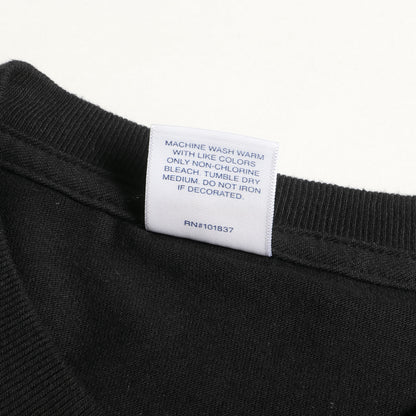 MACHINE WASH WARM
WITH LIKE COLORS
ONLY NON-CHLORINE
BLEACH. TUMBLE DRY
MEDIUM. DO NOT IRON
IF DECORATED.
RN#101837